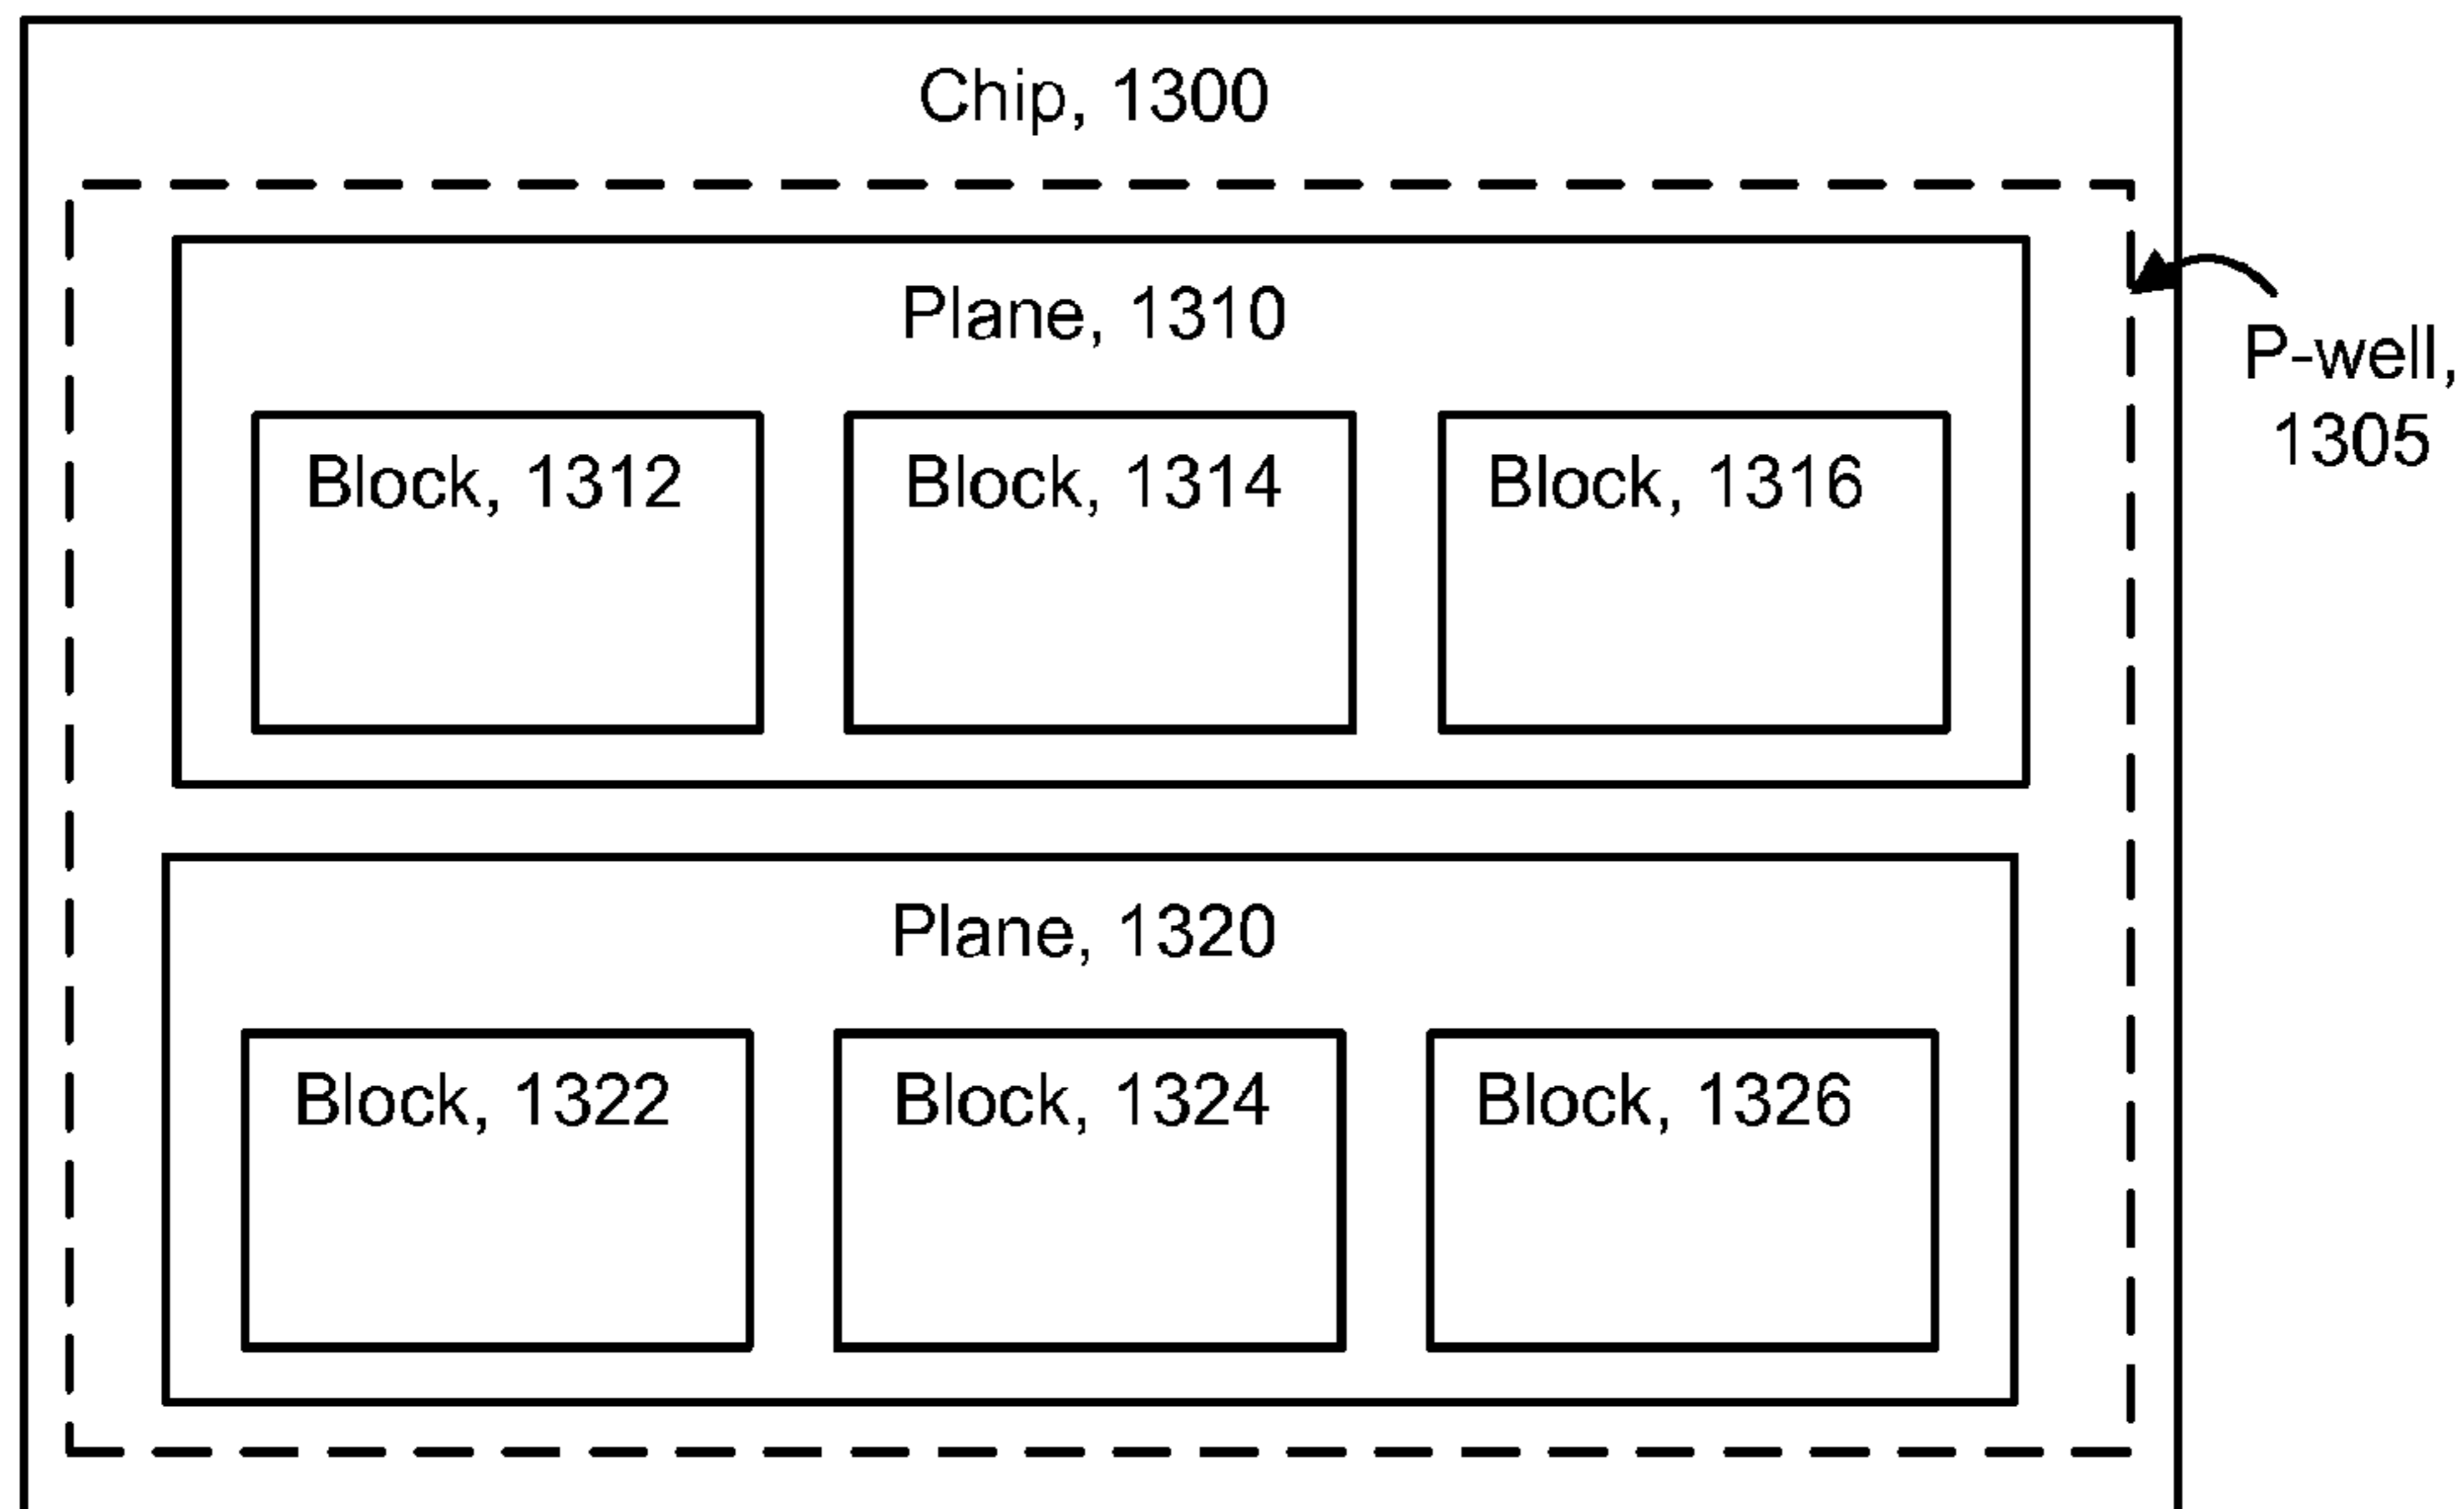 Chip, 1300
Plane, 1310
P-well,
1305
Block, 1312
Block, 1314
Block, 1316
Plane, 1320
Block, 1322
Block, 1324
Block, 1326